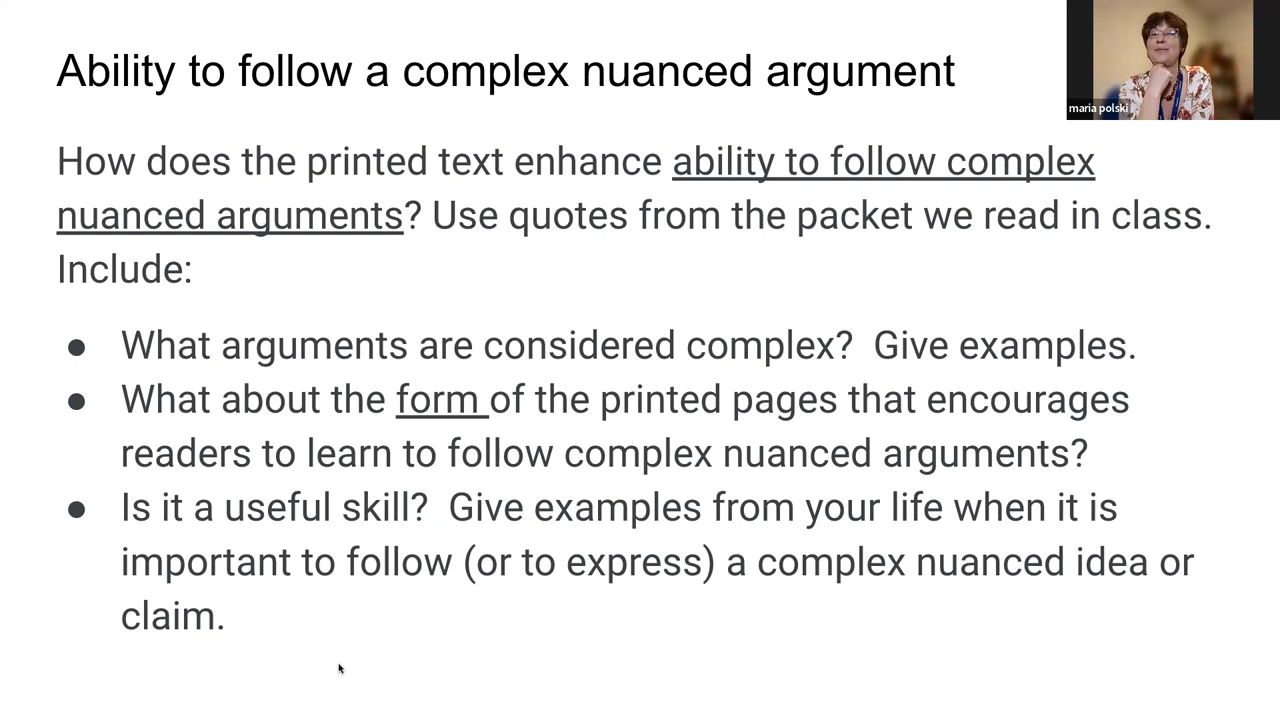 Ability to follow a complex nuanced argument
maria polski
How does the printed text enhance ability to follow complex
nuanced arguments? Use quotes from the packet we read in class.
Include:
● What arguments are considered complex?  Give examples.
● What about the form of the printed pages that encourages
readers to learn to follow complex nuanced arguments?
● Is it a useful skill?  Give examples from your life when it is
important to follow (or to express) a complex nuanced idea or
claim.